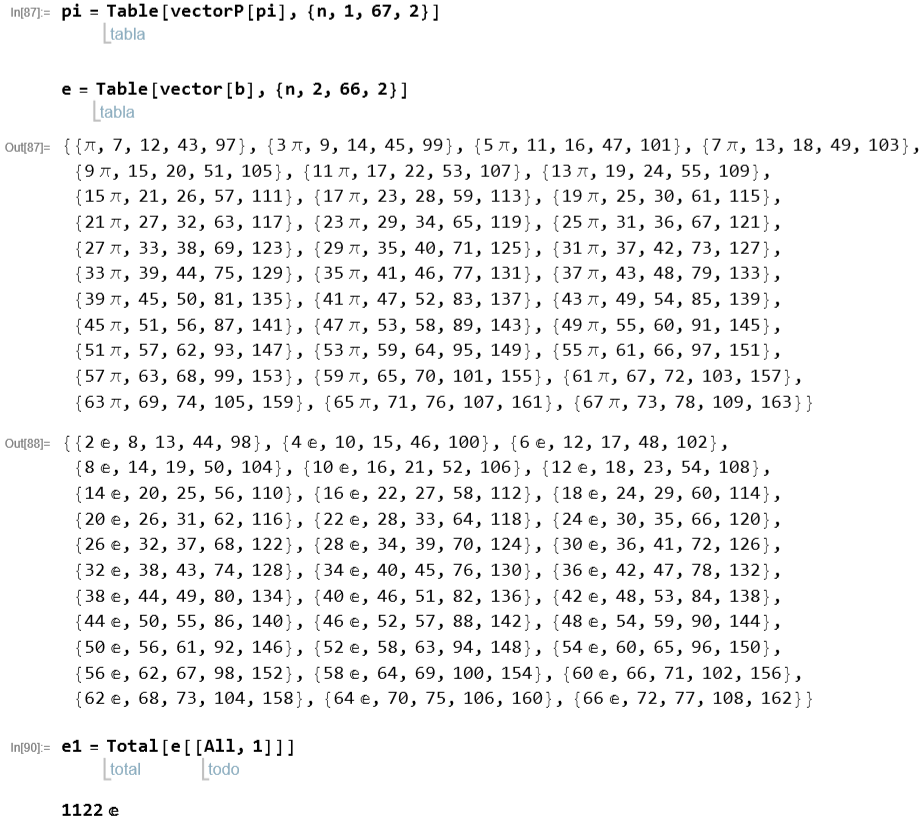 In[87]:= pi = Table[vectorP[pi], {n, 1, 67, 2}]
tabla
e = Table[vector[b], {n, 2, 66, 2}]
tabla
Out[87]= {{π, 7, 12, 43, 97}, {3 π, 9, 14, 45, 99}, {5 π, 11, 16, 47, 101}, {7 π, 13, 18, 49, 103},
{9 π, 15, 20, 51, 105}, {11 π, 17, 22, 53, 107}, {13 π, 19, 24, 55, 109},
{15 π, 21, 26, 57, 111}, {17 π, 23, 28, 59, 113}, {19 π, 25, 30, 61, 115},
{21 π, 27, 32, 63, 117}, {23 π, 29, 34, 65, 119}, {25 π, 31, 36, 67, 121},
{27 π, 33, 38, 69, 123}, {29 π, 35, 40, 71, 125}, {31 π, 37, 42, 73, 127},
{33 π, 39, 44, 75, 129}, {35 π, 41, 46, 77, 131}, {37 π, 43, 48, 79, 133},
{39 π, 45, 50, 81, 135}, {41 π, 47, 52, 83, 137}, {43 π, 49, 54, 85, 139},
{45 π, 51, 56, 87, 141}, {47 π, 53, 58, 89, 143}, {49 π, 55, 60, 91, 145},
{51 π, 57, 62, 93, 147}, {53 π, 59, 64, 95, 149}, {55 π, 61, 66, 97, 151},
{57 π, 63, 68, 99, 153}, {59 π, 65, 70, 101, 155}, {61 π, 67, 72, 103, 157},
{63 π, 69, 74, 105, 159}, {65 π, 71, 76, 107, 161}, {67 π, 73, 78, 109, 163}}
Out[88]= {{2 ⅇ, 8, 13, 44, 98}, {4 ⅇ, 10, 15, 46, 100}, {6 ⅇ, 12, 17, 48, 102},
{8 ⅇ, 14, 19, 50, 104}, {10 ⅇ, 16, 21, 52, 106}, {12 ⅇ, 18, 23, 54, 108},
{14 ⅇ, 20, 25, 56, 110}, {16 ⅇ, 22, 27, 58, 112}, {18 ⅇ, 24, 29, 60, 114},
{20 ⅇ, 26, 31, 62, 116}, {22 ⅇ, 28, 33, 64, 118}, {24 ⅇ, 30, 35, 66, 120},
{26 ⅇ, 32, 37, 68, 122}, {28 ⅇ, 34, 39, 70, 124}, {30 ⅇ, 36, 41, 72, 126},
{32 ⅇ, 38, 43, 74, 128}, {34 ⅇ, 40, 45, 76, 130}, {36 ⅇ, 42, 47, 78, 132},
{38 ⅇ, 44, 49, 80, 134}, {40 ⅇ, 46, 51, 82, 136}, {42 ⅇ, 48, 53, 84, 138},
{44 ⅇ, 50, 55, 86, 140}, {46 ⅇ, 52, 57, 88, 142}, {48 ⅇ, 54, 59, 90, 144},
{50 ⅇ, 56, 61, 92, 146}, {52 ⅇ, 58, 63, 94, 148}, {54 ⅇ, 60, 65, 96, 150},
{56 ⅇ, 62, 67, 98, 152}, {58 ⅇ, 64, 69, 100, 154}, {60 ⅇ, 66, 71, 102, 156},
{62 ⅇ, 68, 73, 104, 158}, {64 ⅇ, 70, 75, 106, 160}, {66 ⅇ, 72, 77, 108, 162}}
In[90]:= e1 = Total[e[[All, 1]]]
total todo
1122 ⅇ